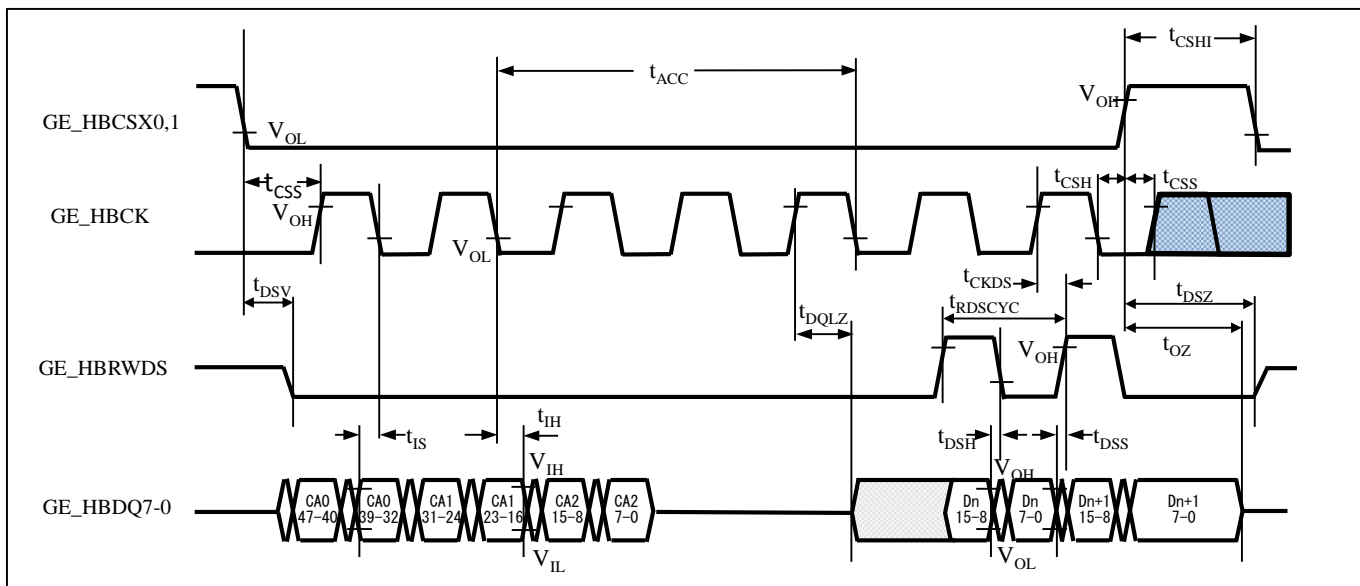 tCSHI
tACC
VOH
GE_HBCSX0,1
VOL
tCSS
tCSH
tCSS
GE_HBCK
VOH
VOL
tCKDS
tDSV
tDSZ
tRDSCYC
tDQLZ
tOZ
GE_HBRWDS
VOH
tIH
tIS
tDSH
tDSS
VIH
VOH
GE_HBDQ7-0
CA0 47-40
CA0 39-32
CA1 31-24
CA1 23-16
CA2 15-8
CA2 7-0
Dn 15-8
Dn 7-0
Dn+1 15-8
Dn+1 7-0
VIL
VOL